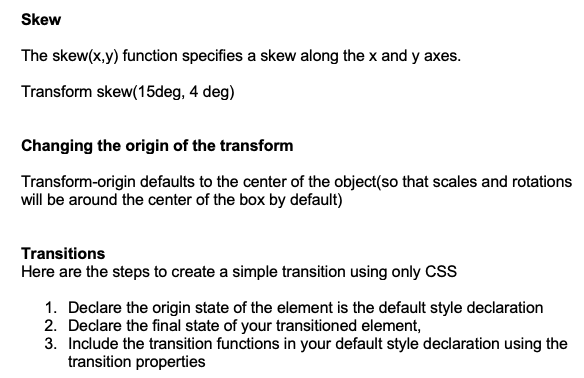 Skew
The skew(x,y) function specifies a skew along the x and y axes.
Transform skew(15deg, 4 deg)
Changing the origin of the transform
Transform-origin defaults to the center of the object(so that scales and rotations
will be around the center of the box by default)
Transitions
Here are the steps to create a simple transition using only CSS
1. Declare the origin state of the element is the default style declaration
2. Declare the final state of your transitioned element,
3. Include the transition functions in your default style declaration using the
transition properties